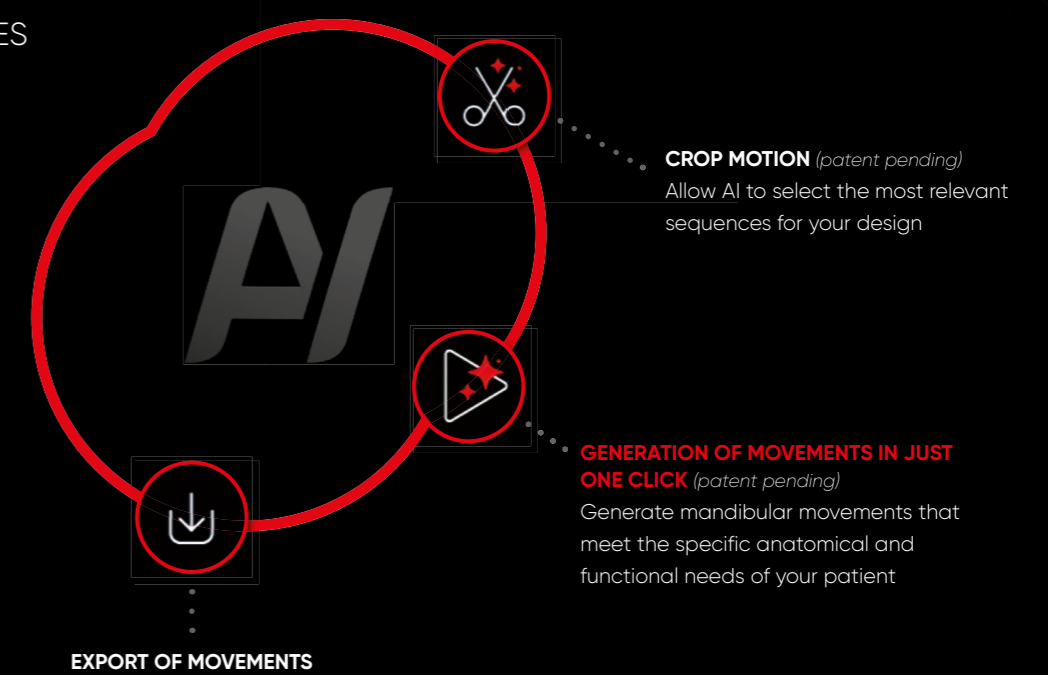 ES
AI
CROP MOTION (patent pending)
Allow AI to select the most relevant
sequences for your design
GENERATION OF MOVEMENTS IN JUST
ONE CLICK (patent pending)
Generate mandibular movements that
meet the specific anatomical and
functional needs of your patient
EXPORT OF MOVEMENTS